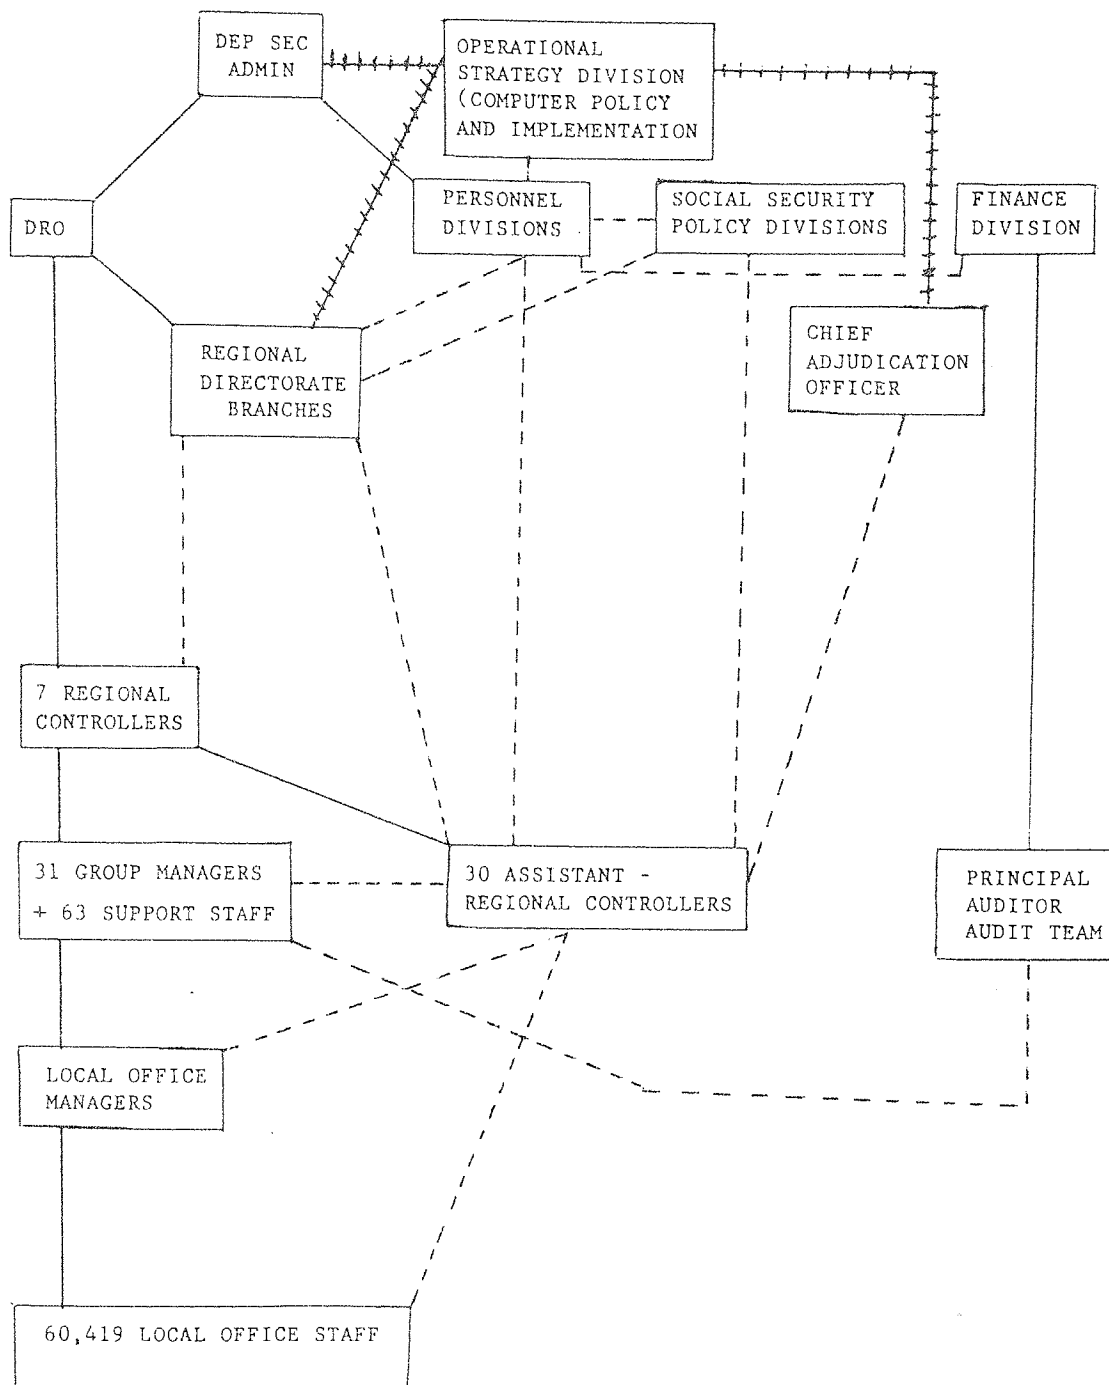 DEP SEC
ADMIN
OPERATIONAL
STRATEGY DIVISION
(COMPUTER POLICY
AND IMPLEMENTATION
DRO
PERSONNEL
DIVISIONS
SOCIAL SECURITY
POLICY DIVISIONS
FINANCE
DIVISION
REGIONAL
DIRECTORATE
BRANCHES
CHIEF
ADJUDICATION
OFFICER
7 REGIONAL
CONTROLLERS
31 GROUP MANAGERS
+ 63 SUPPORT STAFF
30 ASSISTANT -
REGIONAL CONTROLLERS
PRINCIPAL
AUDITOR
AUDIT TEAM
LOCAL OFFICE
MANAGERS
60,419 LOCAL OFFICE STAFF